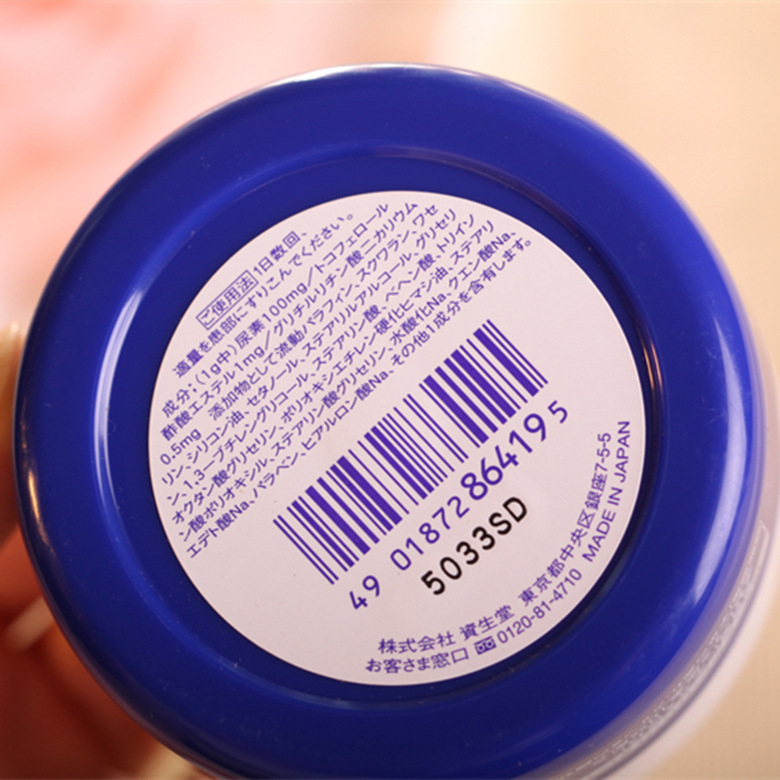 ご使用法 1日数回、
適量を患部にすりこんでください。
成分：(1g中)尿素100mg/トコフェロール
酢酸エステル1mg/グリチルリチン酸二カリウム
0.5mg 添加物として流動パラフィン、スクワラン、ワセ
リン、シリコン油、セタノール、ステアリルアルコール、グリセリ
ン、1,3-ブチレングリコール、ステアリン酸、ベヘン酸、トリイソ
オクタン酸グリセリン、ポリオキシエチレン硬化ヒマシ油、ステアリ
ン酸ポリオキシル、ステアリン酸グリセリン、水酸化Na、クエン酸Na、
エデト酸Na、パラベン、ヒアルロン酸Na、その他1成分を含有します。
49 01872 86419 5
5033SD
株式会社 資生堂 東京都中央区銀座7-5-5
お客さま窓口 0120-81-4710 MADE IN JAPAN